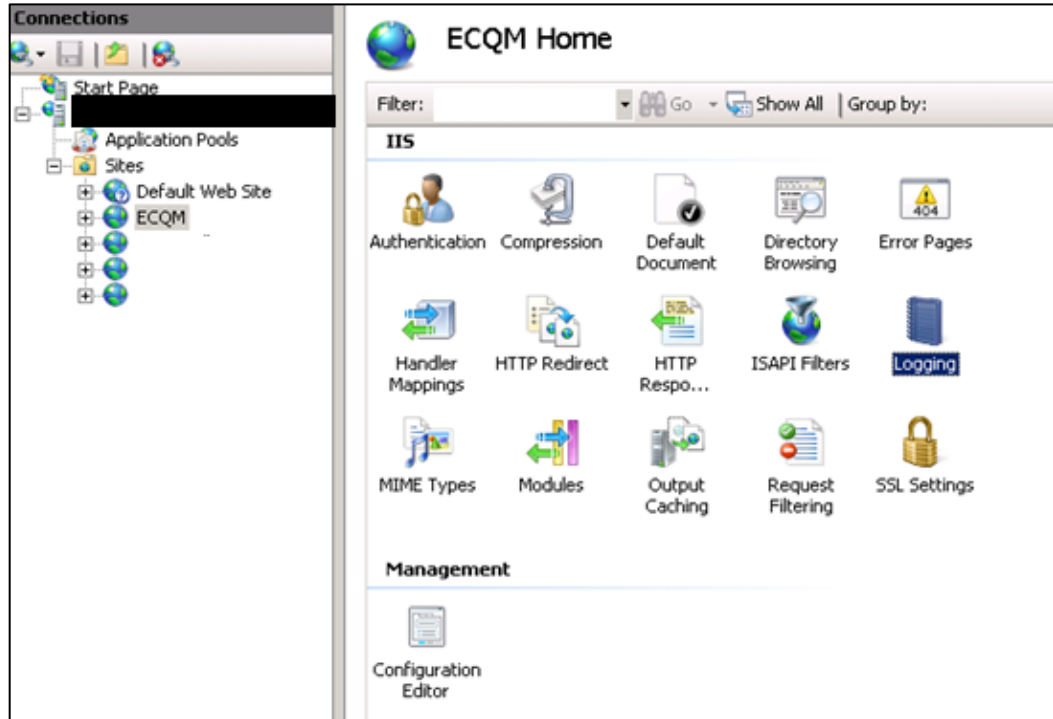 Connections
Start Page
Application Pools
Sites
Default Web Site
ECQM
ECQM Home
Filter: Go Show All Group by:
IIS
Authentication Compression Default Document Directory Browsing Error Pages
404
Handler Mappings HTTP Redirect HTTP Respo... ISAPI Filters Logging
MIME Types Modules Output Caching Request Filtering SSL Settings
Management
Configuration Editor